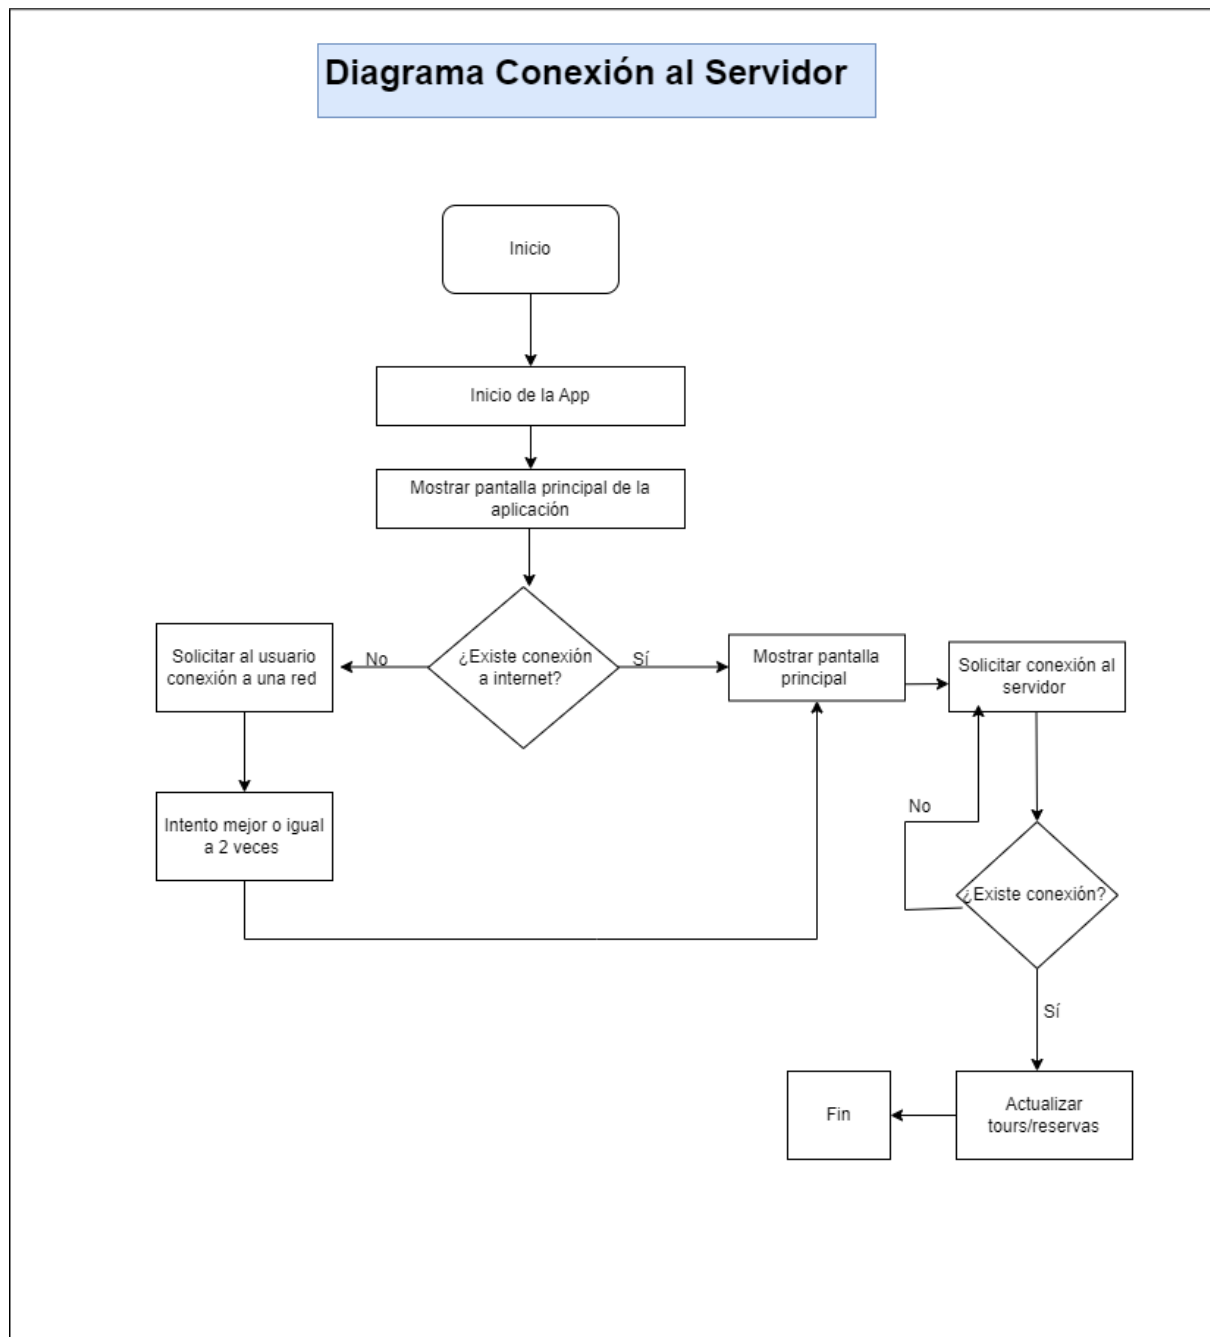 Diagrama Conexión al Servidor
Inicio
Inicio de la App
Mostrar pantalla principal de la
aplicación
¿Existe conexión
a internet?
No
Sí
Solicitar al usuario
conexión a una red
Intento mejor o igual
a 2 veces
Mostrar pantalla
principal
Solicitar conexión al
servidor
No
¿Existe conexión?
Sí
Actualizar
tours/reservas
Fin